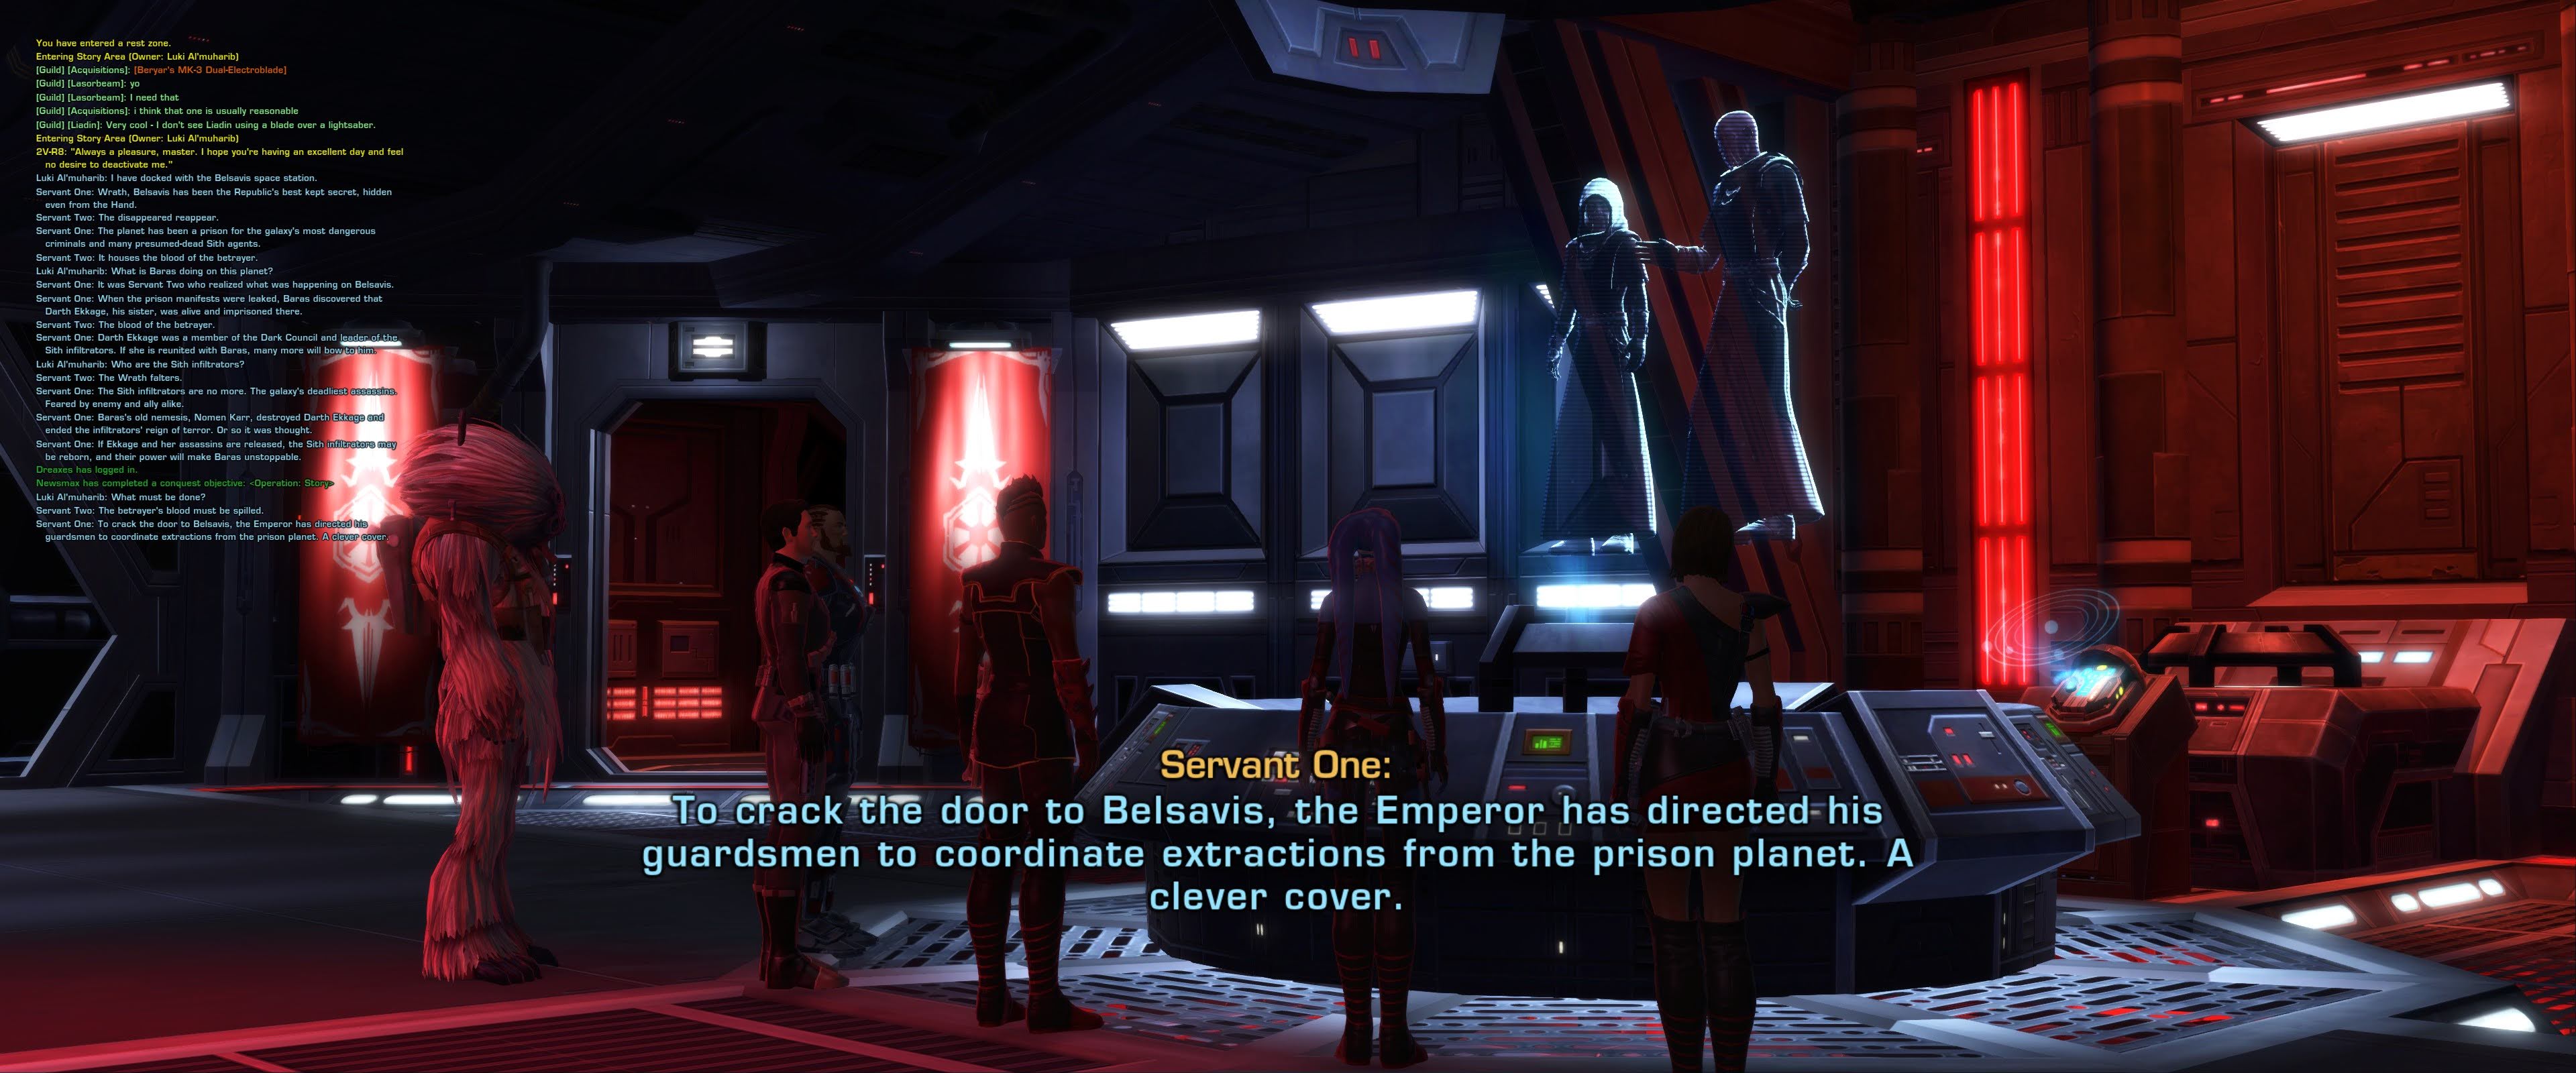 You have entered a rest zone.
Entering Story Area (Owner: Luki Al'muharib)
[Guild] [Acquisitions]: [Beryar's MK-3 Dual-Electroblade]
[Guild] [Lasorbeam]: yo
[Guild] [Lasorbeam]: I need that
[Guild] [Acquisitions]: i think that one is usually reasonable
[Guild] [Liadin]: Very cool - I don't see Liadin using a blade over a lightsaber.
Entering Story Area (Owner: Luki Al'muharib)
2V-R8: "Always a pleasure, master. I hope you're having an excellent day and feel
no desire to deactivate me."
Luki Al'muharib: I have docked with the Belsavis space station.
Servant One: Wrath, Belsavis has been the Republic's best kept secret, hidden
even from the Hand.
Servant Two: The disappeared reappear.
Servant One: The planet has been a prison for the galaxy's most dangerous
criminals and many presumed-dead Sith agents.
Servant Two: It houses the blood of the betrayer.
Luki Al'muharib: What is Baras doing on this planet?
Servant One: It was Servant Two who realized what was happening on Belsavis.
Servant One: When the prison manifests were leaked, Baras discovered that
Darth Ekkage, his sister, was alive and imprisoned there.
Servant Two: The blood of the betrayer.
Servant One: Darth Ekkage was a member of the Dark Council and leader of the
Sith infiltrators. If she is reunited with Baras, many more will bow to him.
Luki Al'muharib: Who are the Sith infiltrators?
Servant Two: The Wrath falters.
Servant One: The Sith infiltrators are no more. The galaxy's deadliest assassins.
Feared by enemy and ally alike.
Servant One: Baras's old nemesis, Nomen Karr, destroyed Darth Ekkage and
ended the infiltrators' reign of terror. Or so it was thought.
Servant One: If Ekkage and her assassins are released, the Sith infiltrators may
be reborn, and their power will make Baras unstoppable.
Dreaxes has logged in.
Newsmax has completed a conquest objective: <Operation: Story>
Luki Al'muharib: What must be done?
Servant Two: The betrayer's blood must be spilled.
Servant One: To crack the door to Belsavis, the Emperor has directed his
guardsmen to coordinate extractions from the prison planet. A clever cover.
Servant One:
To crack the door to Belsavis, the Emperor has directed his
guardsmen to coordinate extractions from the prison planet. A
clever cover.